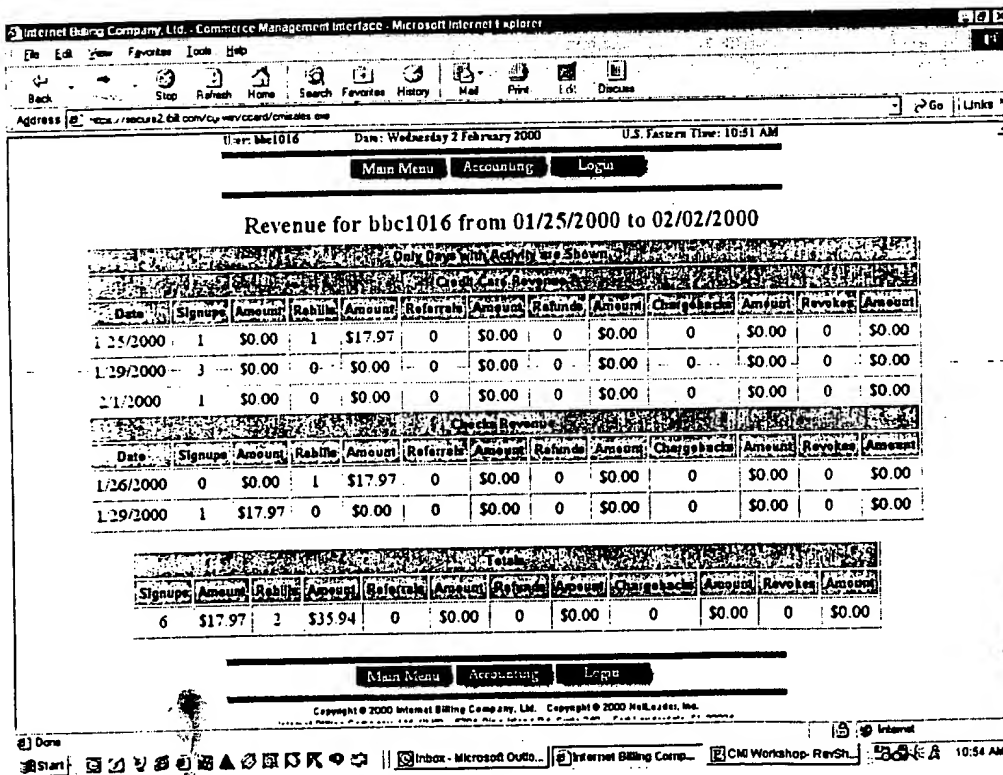 Internet Billing Company, Ltd. - Commerce Management Interface - Microsoft Internet Explorer
File Edit View Favorites Tools Help
Back Stop Refresh Home Search Favorites History Mail Print Edit Discuss
Address Go Links
User: bbc1016 Date: Wednesday 2 February 2000 U.S. Eastern Time: 10:51 AM
Main Menu Accounting Login
Revenue for bbc1016 from 01/25/2000 to 02/02/2000
Only Days with Activity are Shown
Credit Card Revenue
Date Signups Amount Rebills Amount Referrals Amount Refunds Amount Chargebacks Amount Revokes Amount
1/25/2000 1 $0.00 1 $17.97 0 $0.00 0 $0.00 0 $0.00 0 $0.00
1/29/2000 3 $0.00 0 $0.00 0 $0.00 0 $0.00 0 $0.00 0 $0.00
2/1/2000 1 $0.00 0 $0.00 0 $0.00 0 $0.00 0 $0.00 0 $0.00
Checks Revenue
Date Signups Amount Rebills Amount Referrals Amount Refunds Amount Chargebacks Amount Revokes Amount
1/26/2000 0 $0.00 1 $17.97 0 $0.00 0 $0.00 0 $0.00 0 $0.00
1/29/2000 1 $17.97 0 $0.00 0 $0.00 0 $0.00 0 $0.00 0 $0.00
Totals
Signups Amount Rebills Amount Referrals Amount Refunds Amount Chargebacks Amount Revokes Amount
6 $17.97 2 $35.94 0 $0.00 0 $0.00 0 $0.00 0 $0.00
Main Menu Accounting Login
Copyright © 2000 Internet Billing Company, Ltd. Copyright © 2000 NetLeader, Inc.
Done Internet
Start Inbox - Microsoft Outlo... Internet Billing Comp... CMI Workshop- RevSh... 10:54 AM